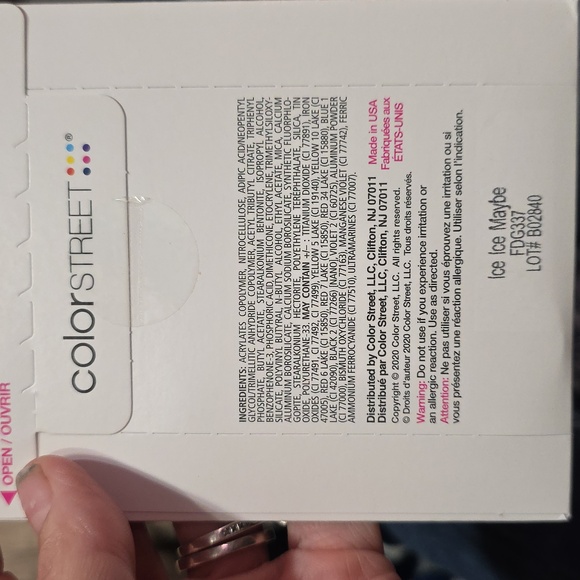 OPEN / OUVRIR
colorstreet®
INGREDIENTS: ACRYLATES COPOLYMER, NITROCELLULOSE, ADIPIC ACID/NEOPENTYL
GLYCOL/TRIMELLITIC ANHYDRIDE COPOLYMER, ACETYL TRIBUTYL CITRATE, TRIPHENYL
PHOSPHATE, BUTYL ACETATE, STEARALKONIUM BENTONITE, ISOPROPYL ALCOHOL,
BENZOPHENONE-3, PHOSPHORIC ACID, DIMETHICONE, ETOCRYLENE, TRIMETHYLSILOXY-
SILICATE, POLYVINYL BUTYRAL, N-BUTYL ALCOHOL, ETHYL ACETATE, MICA, CALCIUM
ALUMINUM BOROSILICATE, CALCIUM SODIUM BOROSILICATE, SYNTHETIC FLUORPHLO-
GOPITE, STEARALKONIUM HECTORITE, POLYETHYLENE TEREPHTHALATE, SILICA, TIN
OXIDE, POLYURETHANE-33. MAY CONTAIN +/-: TITANIUM DIOXIDE (CI 77891), IRON
OXIDES (CI 77491, CI 77492, CI 77499), YELLOW 5 LAKE (CI 19140), YELLOW 10 LAKE (CI
47005), RED 6 LAKE (CI 15850), RED 7 LAKE (CI 15850), RED 34 LAKE (CI 15880), BLUE 1
LAKE (CI 42090), BLACK 2 (CI 77266) [NANO], VIOLET 2 (CI 60725), ALUMINUM POWDER
(CI 77000), BISMUTH OXYCHLORIDE (CI 77163), MANGANESE VIOLET (CI 77742), FERRIC
AMMONIUM FERROCYANIDE (CI 77510), ULTRAMARINES (CI 77007).
Distributed by Color Street, LLC, Clifton, NJ 07011 Made in USA
Distribué par Color Street, LLC, Clifton, NJ 07011 Fabriquées aux
Copyright © 2020 Color Street, LLC. All rights reserved. ÉTATS-UNIS
© Droits d'auteur 2020 Color Street, LLC. Tous droits réservés.
Warning: Do not use if you experience irritation or
an allergic reaction. Use as directed.
Attention: Ne pas utiliser si vous éprouvez une irritation ou si
vous présentez une réaction allergique. Utiliser selon l'indication.
Ice Ice Maybe
FDG337
LOT# B02840